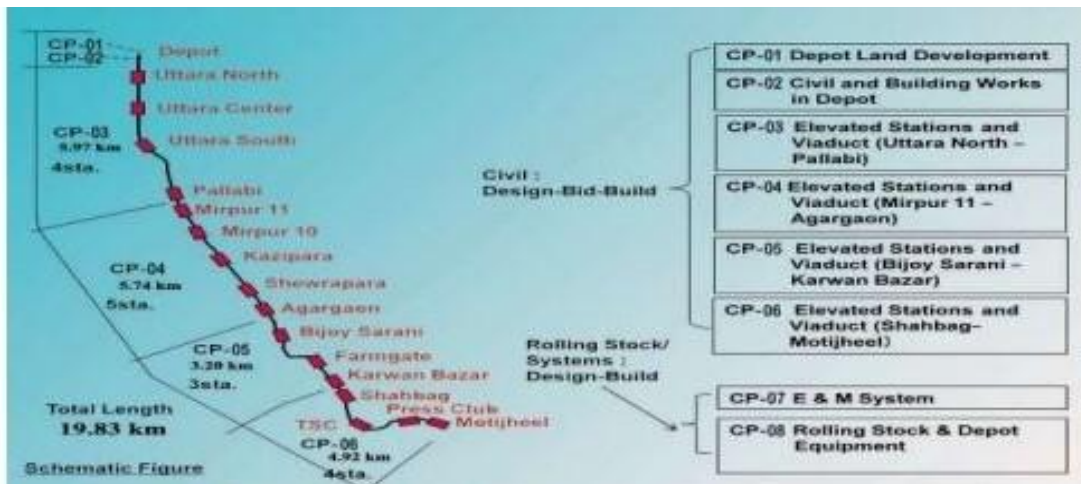 CP-01
CP-02
Depot
Uttara North
Uttara Center
CP-03
5.97 km
4sta.
Uttara South
Pallabi
Mirpur 11
Mirpur 10
Kazipara
CP-04
5.74 km
5sta.
Shewrapara
Agargaon
Bijoy Sarani
CP-05
3.20 km
3sta.
Farmgate
Karwan Bazar
Shahbag
Press Club
TSC
Motijheel
CP-06
4.92 km
4sta.
Total Length
19.83 km
Schematic Figure
Civil :
Design-Bid-Build
CP-01 Depot Land Development
CP-02 Civil and Building Works
in Depot
CP-03 Elevated Stations and
Viaduct (Uttara North –
Pallabi)
CP-04 Elevated Stations and
Viaduct (Mirpur 11 –
Agargaon)
CP-05 Elevated Stations and
Viaduct (Bijoy Sarani –
Karwan Bazar)
CP-06 Elevated Stations and
Viaduct (Shahbag–
Motijheel)
Rolling Stock/
Systems :
Design-Build
CP-07 E & M System
CP-08 Rolling Stock & Depot
Equipment